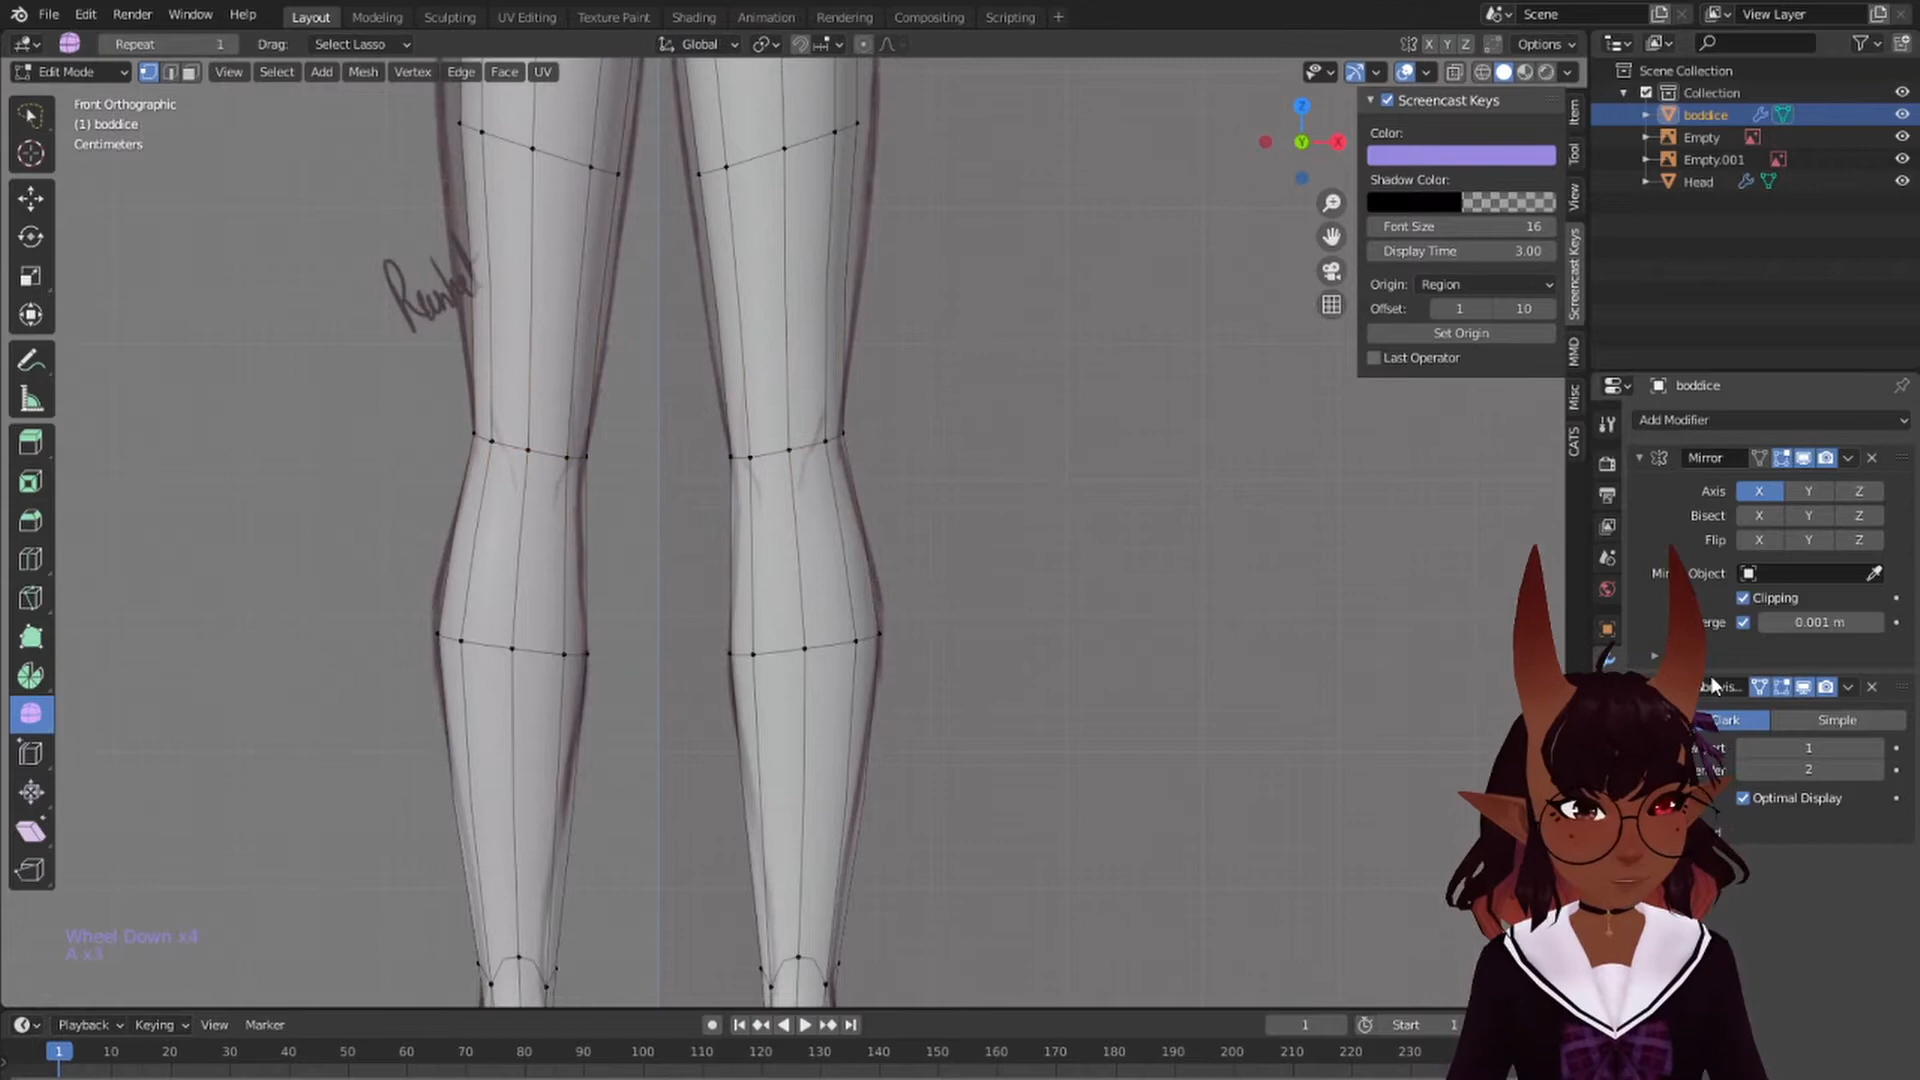 File Edit Render Window Help Layout Modeling Sculpting UV Editing Texture Paint Shading Animation Rendering Compositing Scripting + Scene View Layer
Repeat 1 Drag: Select Lasso Global X Y Z Options
Edit Mode View Select Add Mesh Vertex Edge Face UV
Front Orthographic
(1) boddice
Centimeters
Z
Y
X
Screencast Keys
Color:
Shadow Color:
Font Size 16
Display Time 3.00
Origin: Region
Offset: 1 10
Set Origin
Last Operator
Item
Tool
View
Screencast Keys
MMD
Misc
CATS
Scene Collection
Collection
boddice
Empty
Empty.001
Head
boddice
Add Modifier
Mirror
Axis X Y Z
Bisect X Y Z
Flip X Y Z
Object
Clipping
0.001 m
Simple
1
2
Optimal Display
Wheel Down x4
A x3
Playback Keying View Marker 1 Start 1
1 10 20 30 40 50 60 70 80 90 100 110 120 130 140 150 160 170 180 190 200 210 220 230